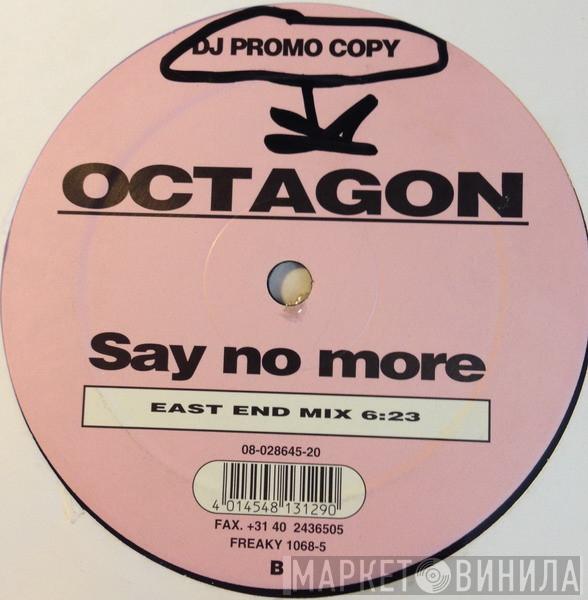 DJ PROMO COPY
OCTAGON
Say no more
EAST END MIX 6:23
08-028645-20
4 014548 131290
FAX. +31 40 2436505
FREAKY 1068-5
B
МАРКЕТ ВИНИЛА